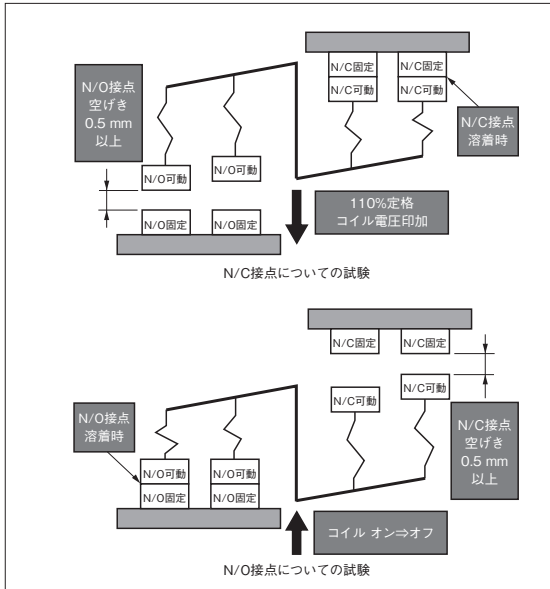 N/C固定
N/C固定
N/C可動
N/C可動
N/O接点
空げき
0.5 mm
以上
N/C接点
溶着時
N/O可動
N/O可動
N/O固定
N/O固定
110%定格
コイル電圧印加
N/C接点についての試験
N/C固定
N/C固定
N/C可動
N/C可動
N/O接点
溶着時
N/C接点
空げき
0.5 mm
以上
N/O可動
N/O可動
N/O固定
N/O固定
コイル オン⇒オフ
N/O接点についての試験